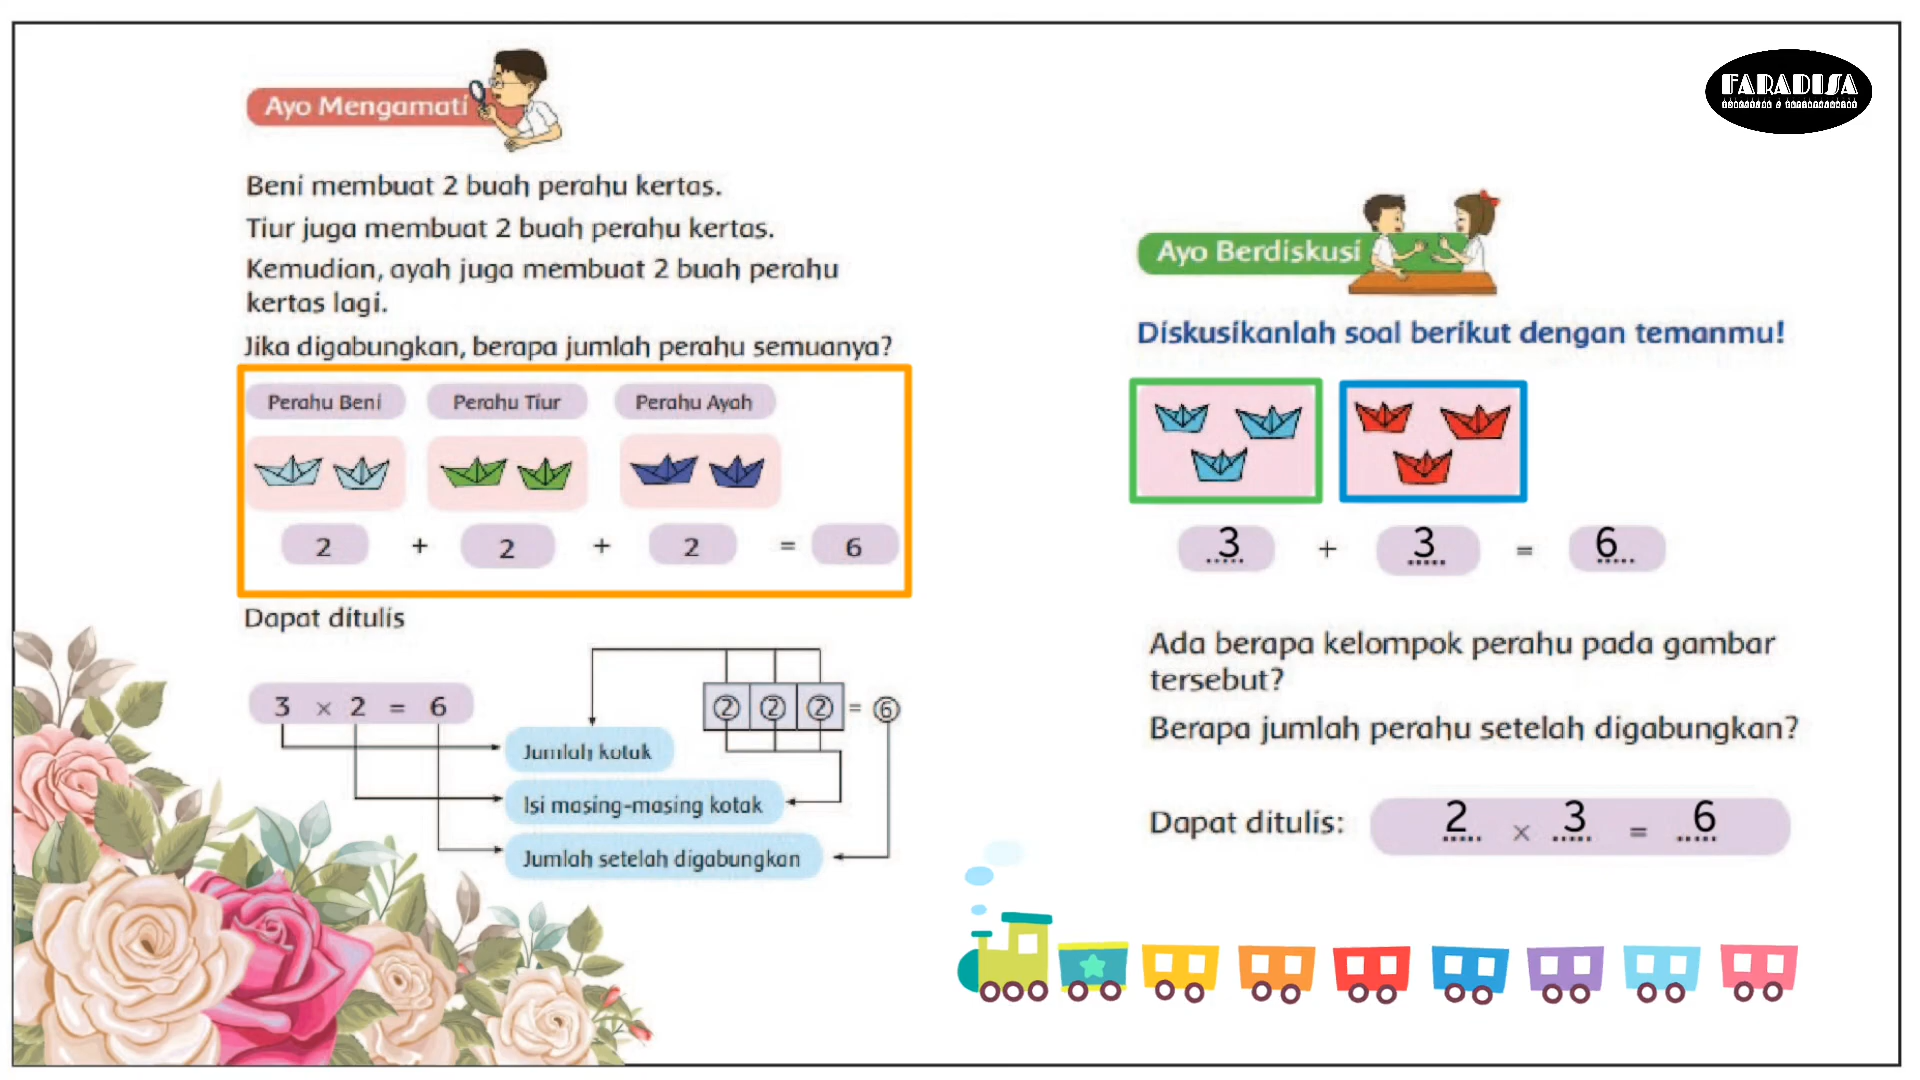 Ayo Mengamati
Beni membuat 2 buah perahu kertas.
Tiur juga membuat 2 buah perahu kertas.
Kemudian, ayah juga membuat 2 buah perahu
kertas lagi.
Jika digabungkan, berapa jumlah perahu semuanya?
Perahu Beni Perahu Tiur Perahu Ayah
2 + 2 + 2 = 6
Dapat ditulis
3 × 2 = 6
2 2 2 = 6
Jumlah kotak
Isi masing-masing kotak
Jumlah setelah digabungkan
FARADISA
Ayo Berdiskusi
Diskusikanlah soal berikut dengan temanmu!
3 + 3 = 6
Ada berapa kelompok perahu pada gambar
tersebut?
Berapa jumlah perahu setelah digabungkan?
Dapat ditulis: 2 × 3 = 6